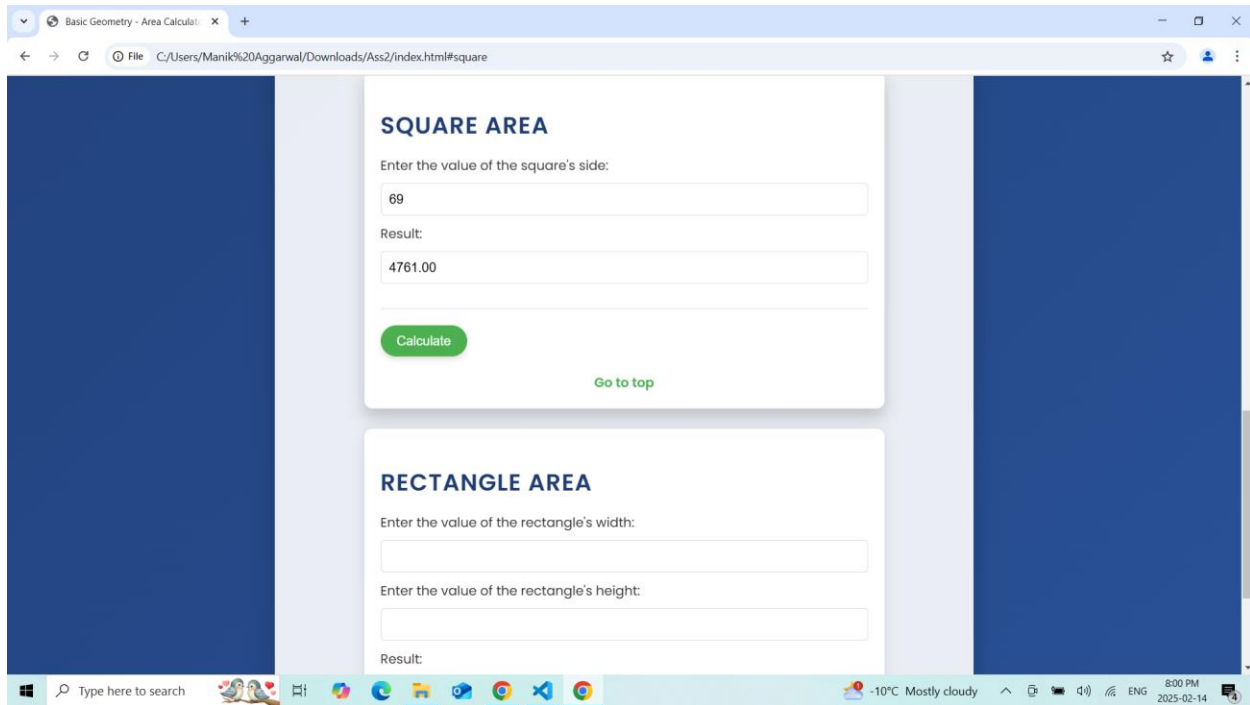 Basic Geometry - Area Calculat
File C:/Users/Manik%20Aggarwal/Downloads/Ass2/index.html#square
SQUARE AREA
Enter the value of the square's side:
69
Result:
4761.00
Calculate
Go to top
RECTANGLE AREA
Enter the value of the rectangle's width:
Enter the value of the rectangle's height:
Result:
Type here to search
-10°C Mostly cloudy
ENG
8:00 PM
2025-02-14
4